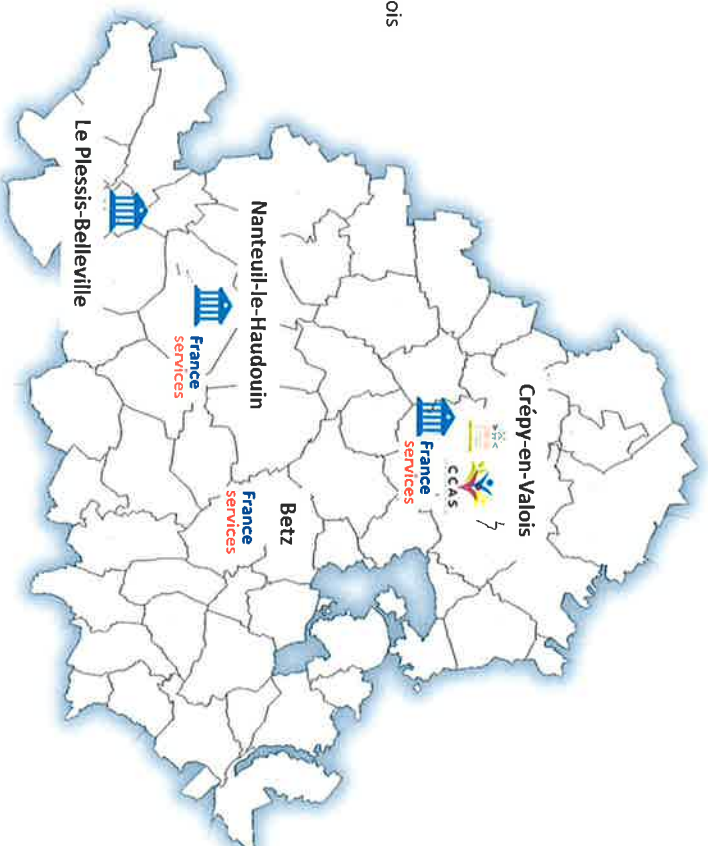 ois
Crépy-en-Valois
CCAS
France
services
Nanteuil-le-Haudouin
France
services
Betz
France
services
Le Plessis-Belleville